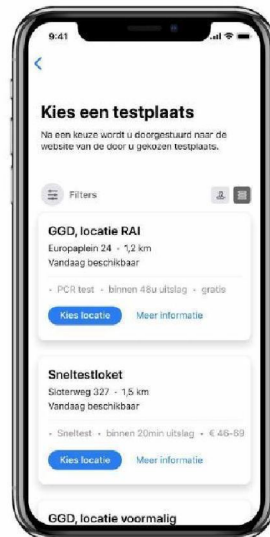 9:41
Kies een testplaats
Na een keuze wordt u doorgestuurd naar de
website van de door u gekozen testplaats.
Filters
GGD, locatie RAI
Europaplein 24 - 1,2 km
Vandaag beschikbaar
- PCR test - binnen 48u uitslag - gratis
Kies locatie Meer informatie
Sneltestloket
Sloterweg 327 - 1,5 km
Vandaag beschikbaar
- Sneltest - binnen 20min uitslag - € 46-69
Kies locatie Meer informatie
GGD, locatie voormalig